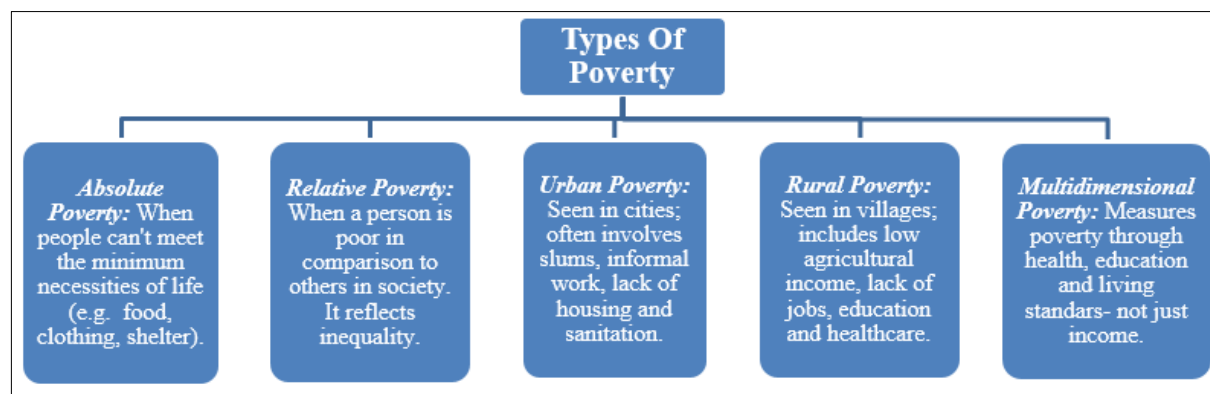 Types Of
Poverty
Absolute
Poverty: When
people can't meet
the minimum
necessities of life
(e.g. food,
clothing, shelter).
Relative Poverty:
When a person is
poor in
comparison to
others in society.
It reflects
inequality.
Urban Poverty:
Seen in cities;
often involves
slums, informal
work, lack of
housing and
sanitation.
Rural Poverty:
Seen in villages;
includes low
agricultural
income, lack of
jobs, education
and healthcare.
Multidimensional
Poverty: Measures
poverty through
health, education
and living
standars- not just
income.